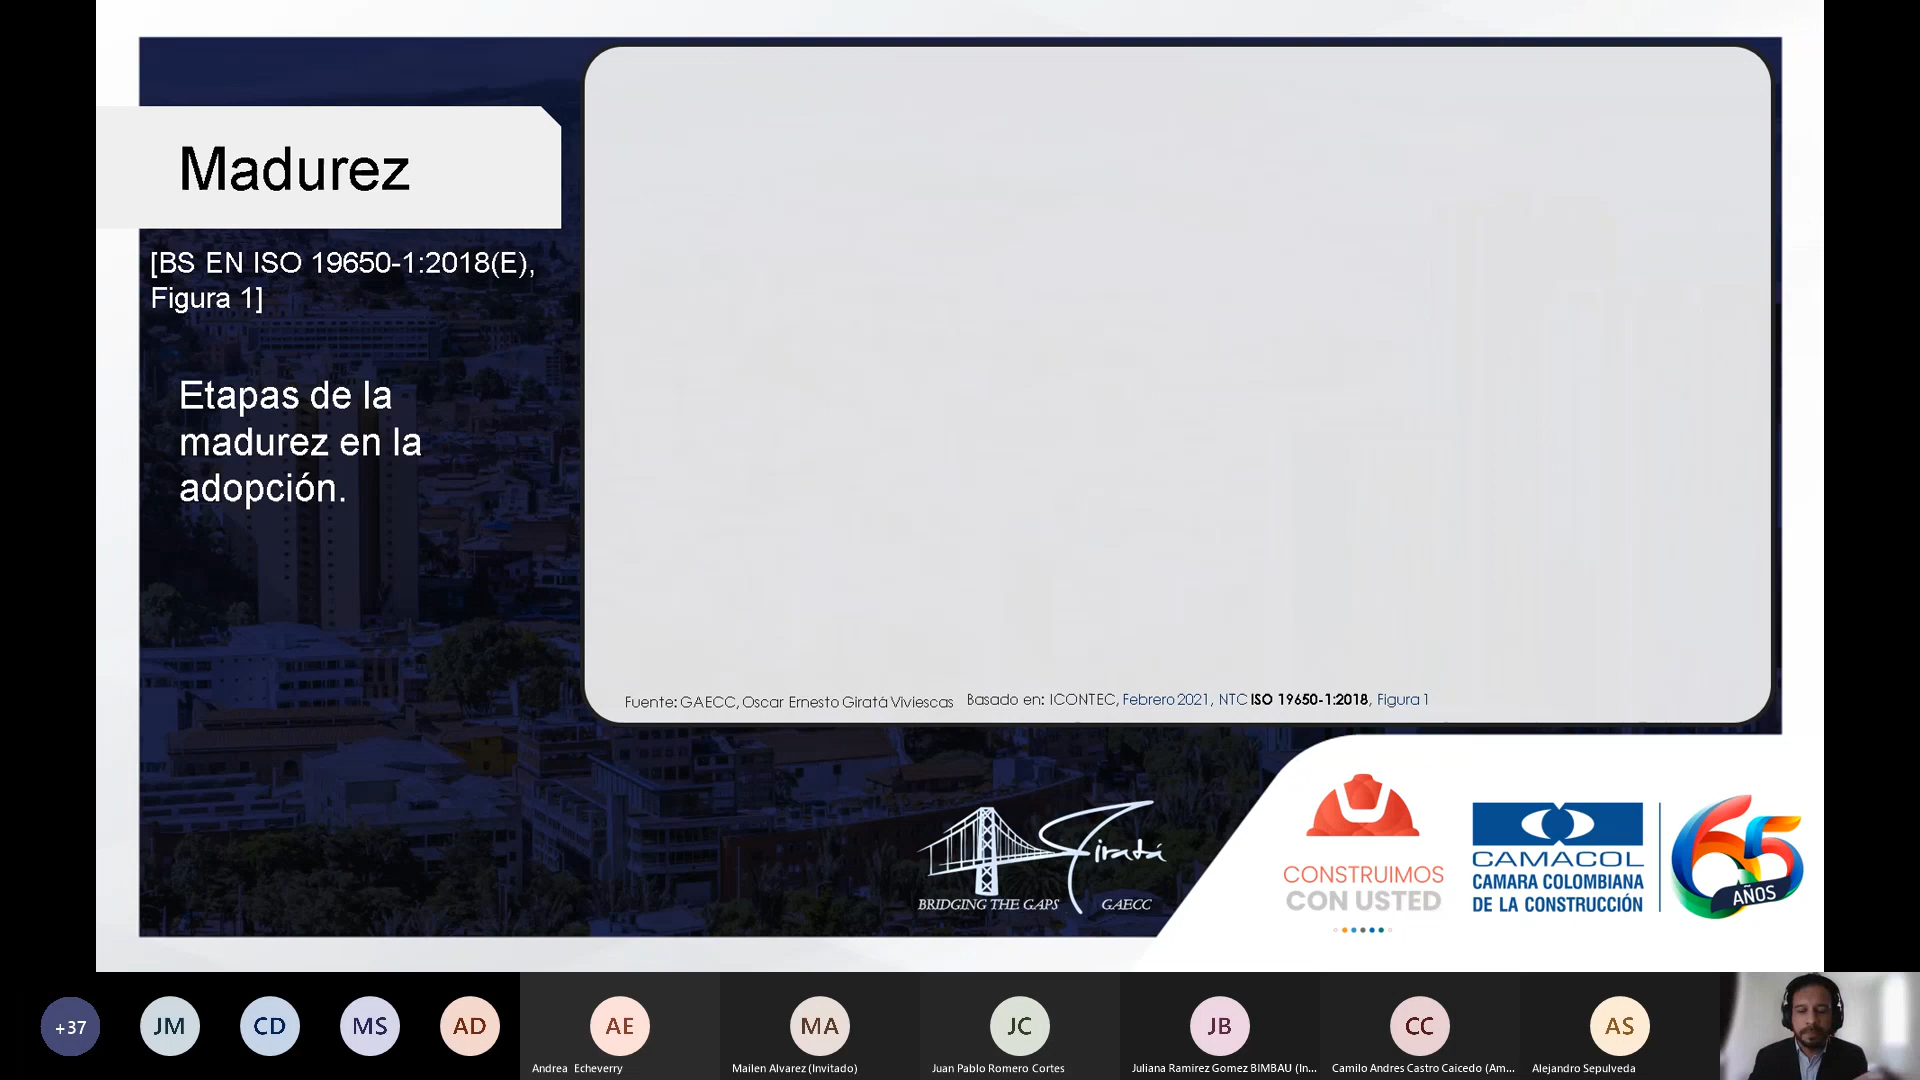 Madurez
[BS EN ISO 19650-1:2018(E),
Figura 1]
Etapas de la
madurez en la
adopción.
Fuente: GAECC, Oscar Ernesto Giratá Viviescas
Basado en: ICONTEC, Febrero 2021, NTC ISO 19650-1:2018, Figura 1
Giratá
BRIDGING THE GAPS GAECC
CONSTRUIMOS
CON USTED
CAMACOL
CAMARA COLOMBIANA
DE LA CONSTRUCCIÓN
65
AÑOS
+37
JM
CD
MS
AD
AE
MA
JC
JB
CC
AS
Andrea Echeverry
Mailen Alvarez (Invitado)
Juan Pablo Romero Cortes
Juliana Ramirez Gomez BIMBAU (In...
Camilo Andres Castro Caicedo (Am...
Alejandro Sepulveda